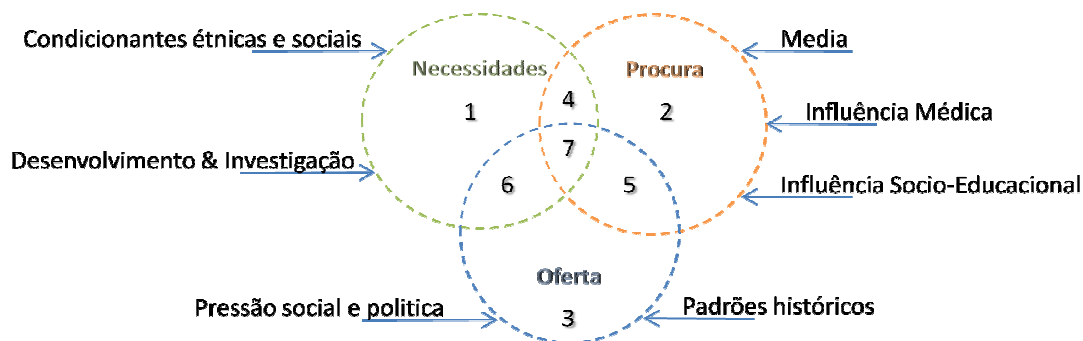 Condicionantes étnicas e sociais
Media
Necessidades
Procura
4
1
2
Influência Médica
7
Desenvolvimento & Investigação
6
5
Influência Socio-Educacional
Oferta
Pressão social e politica
3
Padrões históricos